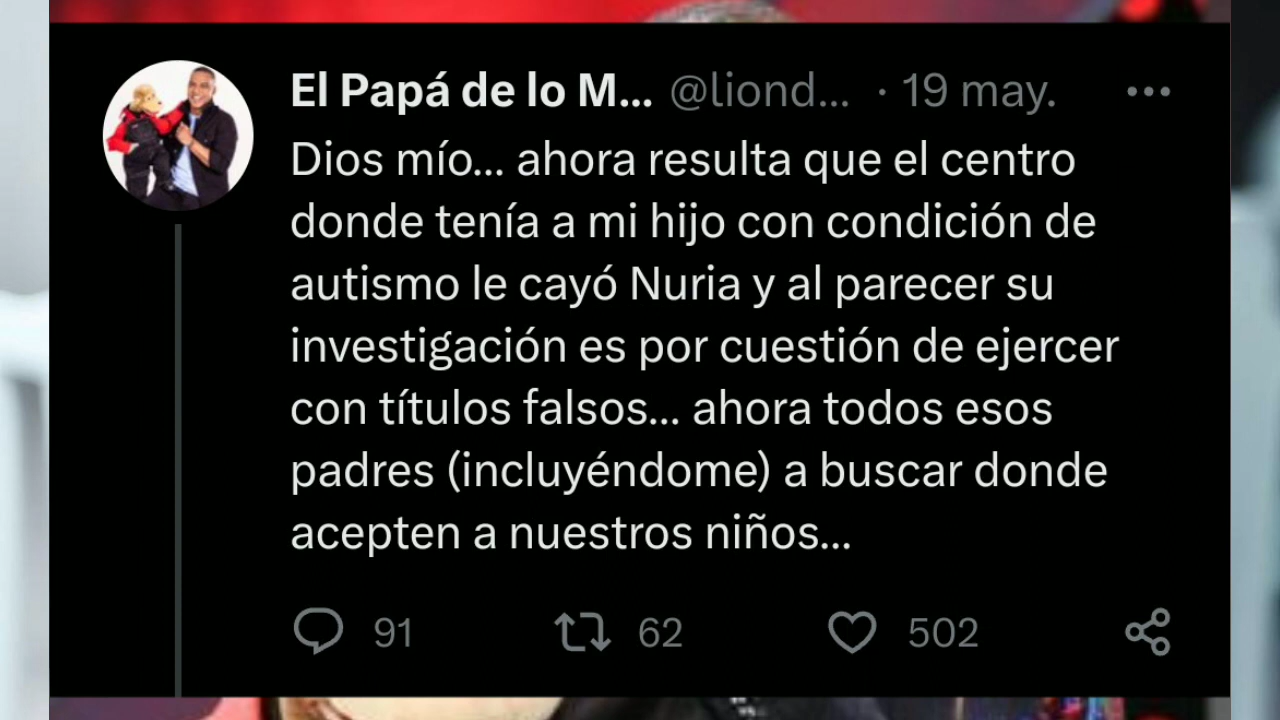 El Papá de lo M... @liond... · 19 may.
Dios mío... ahora resulta que el centro
donde tenía a mi hijo con condición de
autismo le cayó Nuria y al parecer su
investigación es por cuestión de ejercer
con títulos falsos... ahora todos esos
padres (incluyéndome) a buscar donde
acepten a nuestros niños...
91 62 502